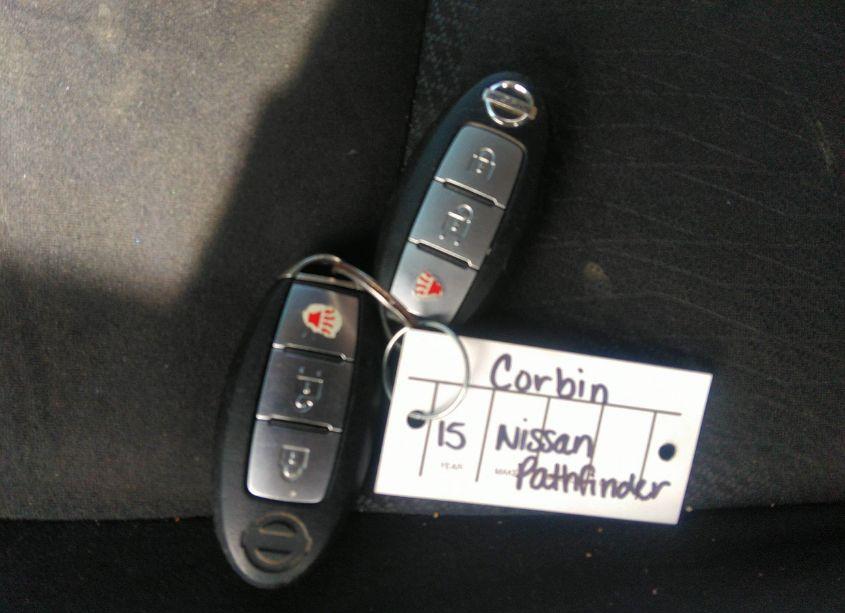 Corbin
15 Nissan
YEAR MAKE
Pathfinder